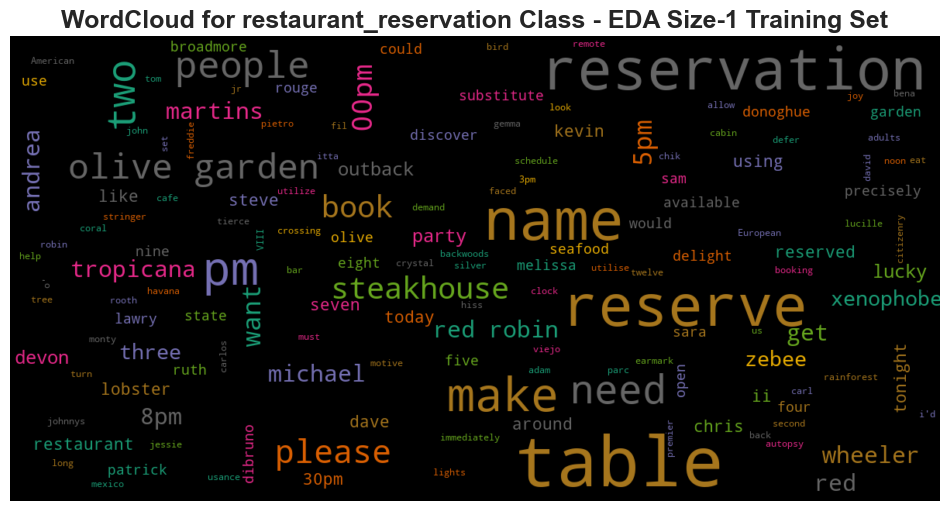 WordCloud for restaurant_reservation Class - EDA Size-1 Training Set
American
broadmore
could
bird
remote
use
two
tom
people
00pm
reservation
jr
rouge
substitute
look
allow
joy
bena
martins
john
set
freddie
pietro
fil
discover
gemma
kevin
5pm
donoghue
garden
cabin
defer
adults
andrea
olive garden
itta
outback
schedule
chik
using
david
noon
eat
like
cafe
steve
utilize
3pm
faced
sam
available
precisely
stringer
coral
tierce
book
demand
name
would
European
lucille
citizenry
robin
nine
VIII
crossing
olive
party
backwoods
seafood
delight
reserved
help
tropicana
pm
bar
eight
crystal
silver
melissa
utilise
twelve
booking
lucky
-o
tree
havana
want
steakhouse
clock
reserve
xenophobe
rooth
lawry
state
seven
today
hiss
red robin
sara
us
get
monty
must
viejo
devon
three
carlos
ruth
michael
motive
five
adam
parc
earmark
zebee
tonight
turn
lobster
make
need
open
ii
carl
rainforest
four
i'd
johnnys
8pm
dave
around
chris
second
back
restaurant
jessie
dibruno
please
immediately
table
premier
autopsy
wheeler
long
patrick
mexico
usance
30pm
lights
red